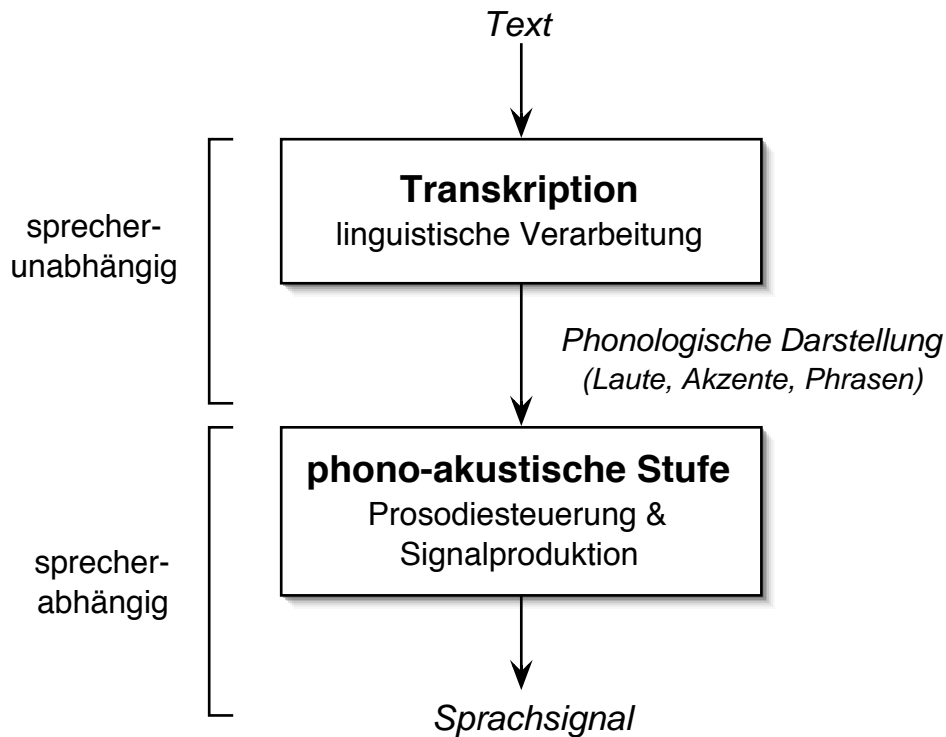 Text
Transkription
linguistische Verarbeitung
sprecher-
unabhängig
Phonologische Darstellung
(Laute, Akzente, Phrasen)
phono-akustische Stufe
Prosodiesteuerung &
Signalproduktion
sprecher-
abhängig
Sprachsignal